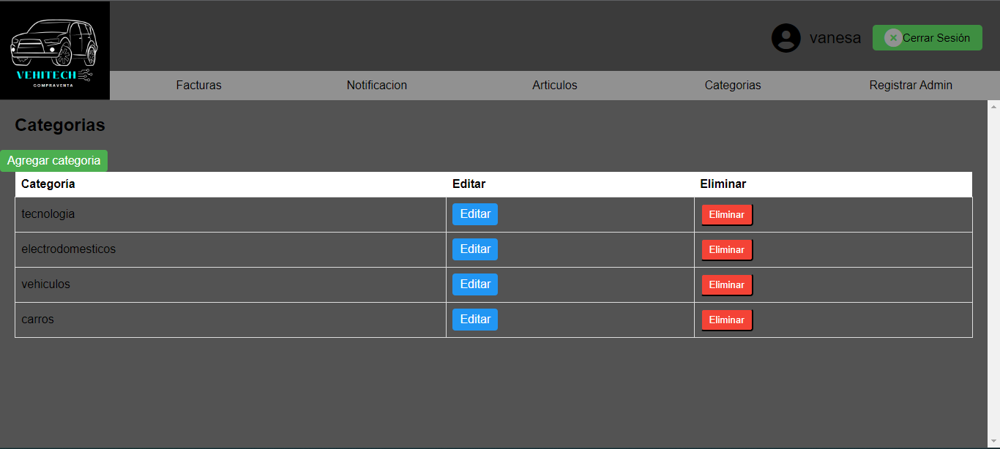 VEHITECH
COMPRAVENTA
vanesa
Cerrar Sesión
Facturas Notificacion Articulos Categorias Registrar Admin
Categorias
Agregar categoria
Categoría Editar Eliminar
tecnologia Editar Eliminar
electrodomesticos Editar Eliminar
vehiculos Editar Eliminar
carros Editar Eliminar